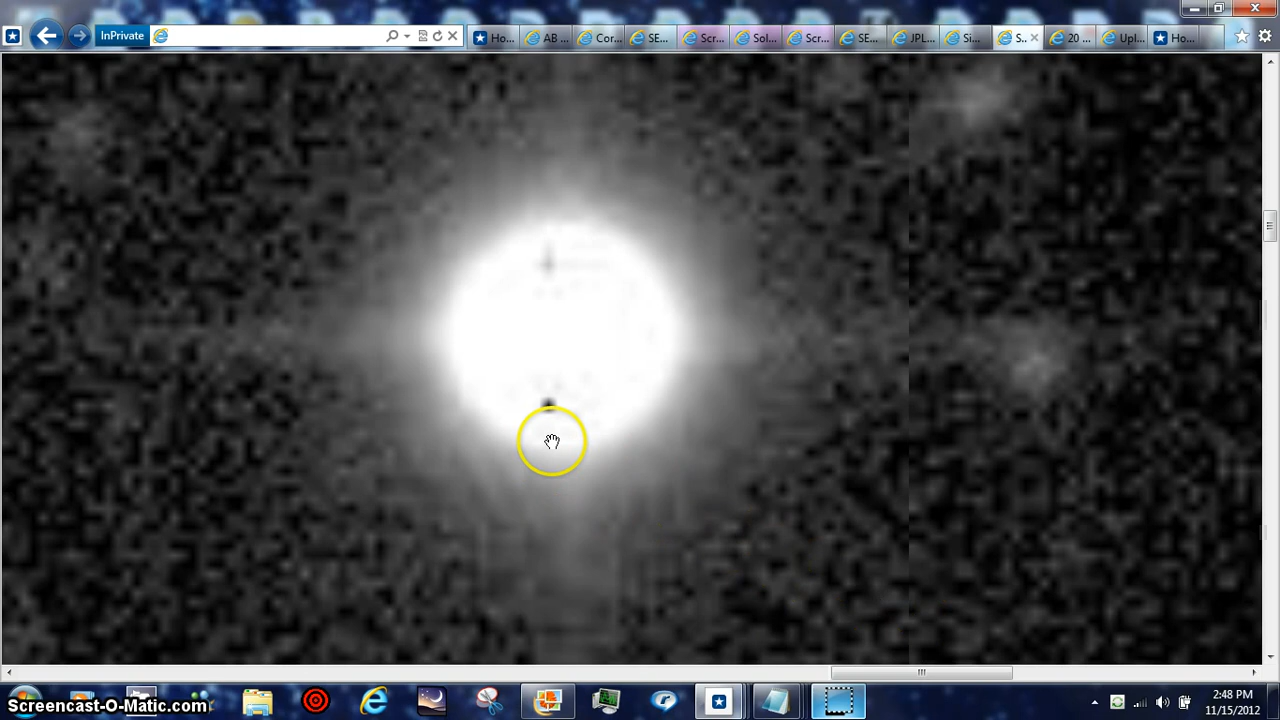 InPrivate
Ho...
AB ...
Cor...
SE...
Scr...
Sol...
Scr...
SE...
JPL...
Si...
S...
20 ...
Upl...
Ho...
2:48 PM
Screencast-O-Matic.com
11/15/2012